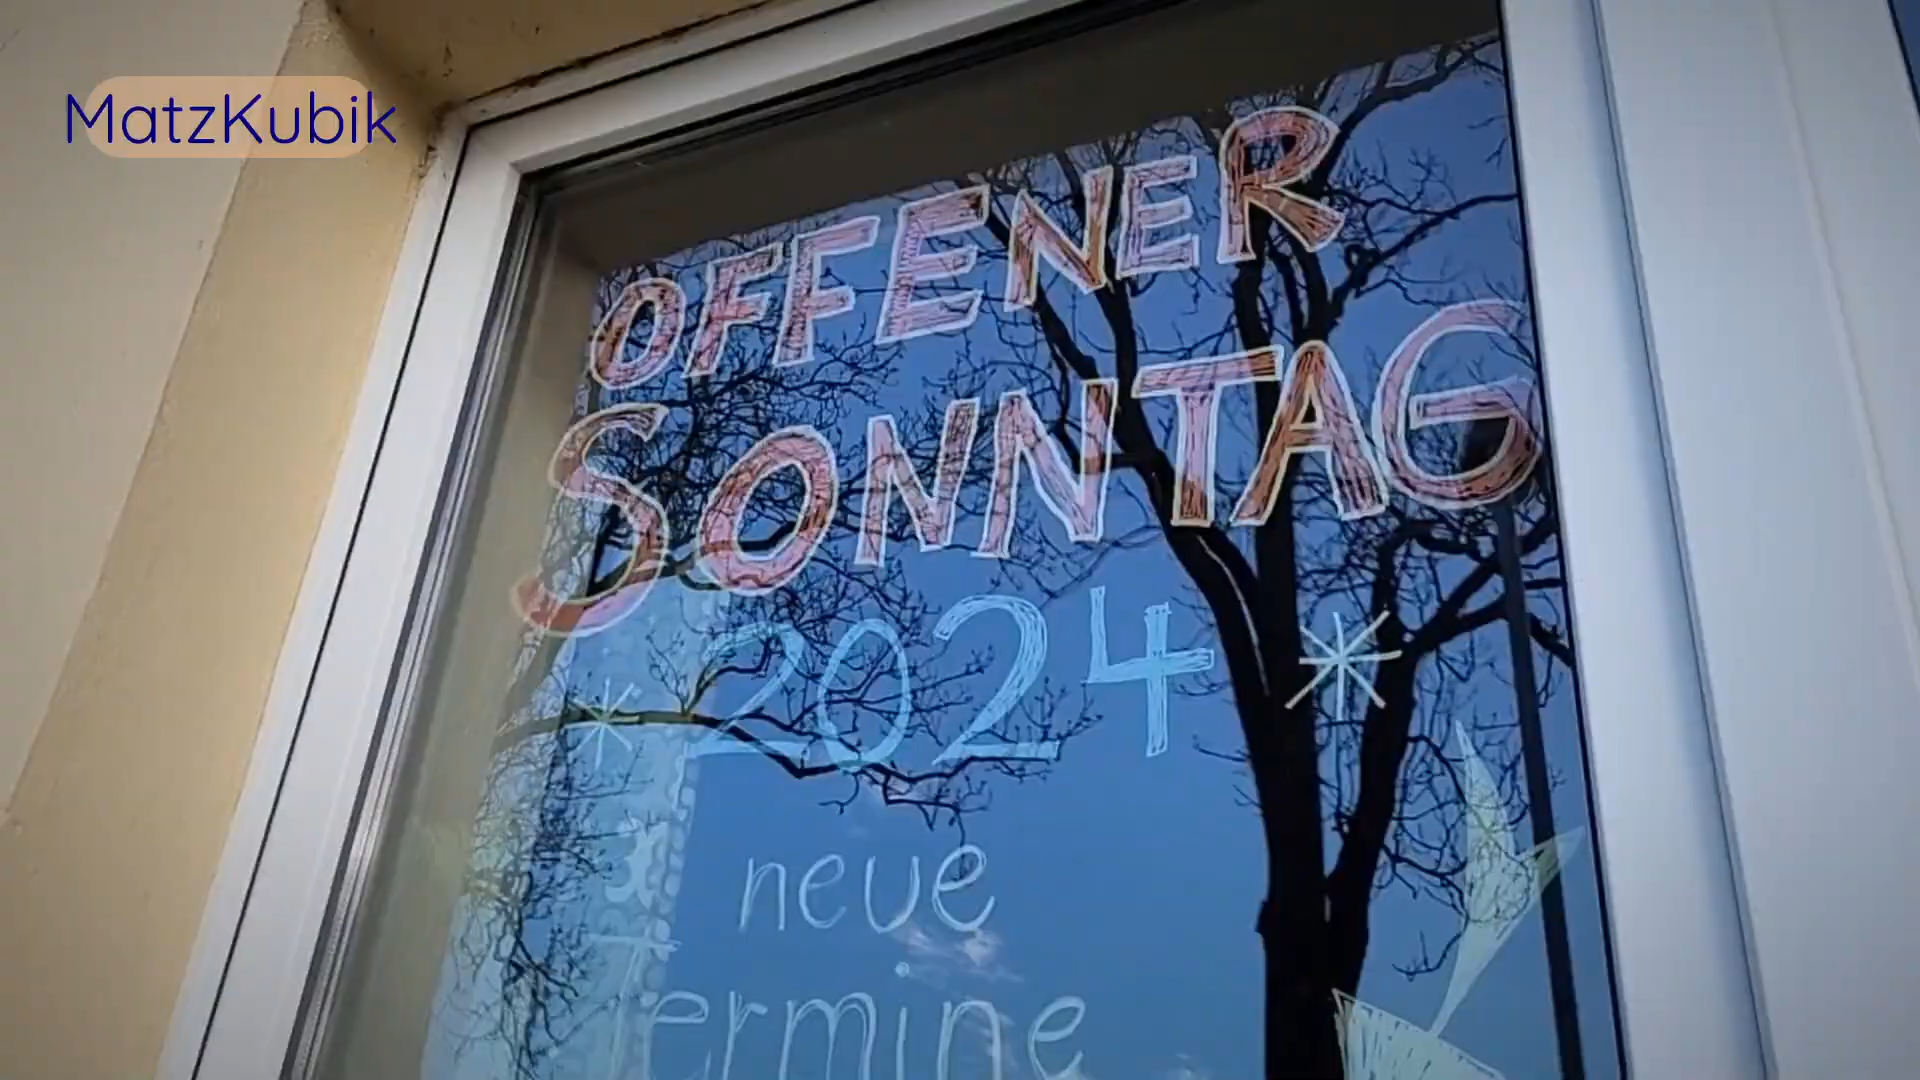 MatzKubik
OFFENER
SONNTAG
* 2024 *
neue
Termine